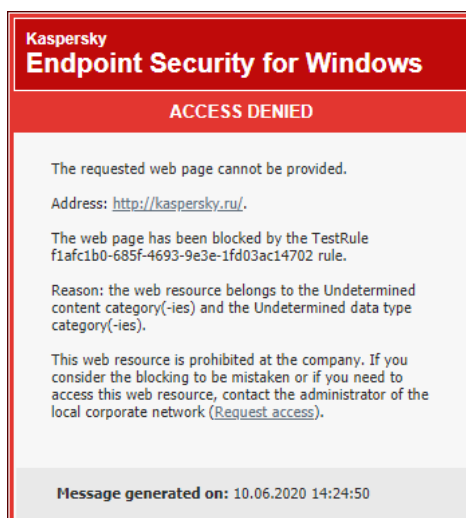 Kaspersky
Endpoint Security for Windows
ACCESS DENIED
The requested web page cannot be provided.
Address: http://kaspersky.ru/.
The web page has been blocked by the TestRule
f1afc1b0-685f-4693-9e3e-1fd03ac14702 rule.
Reason: the web resource belongs to the Undetermined
content category(-ies) and the Undetermined data type
category(-ies).
This web resource is prohibited at the company. If you
consider the blocking to be mistaken or if you need to
access this web resource, contact the administrator of the
local corporate network (Request access).
Message generated on: 10.06.2020 14:24:50